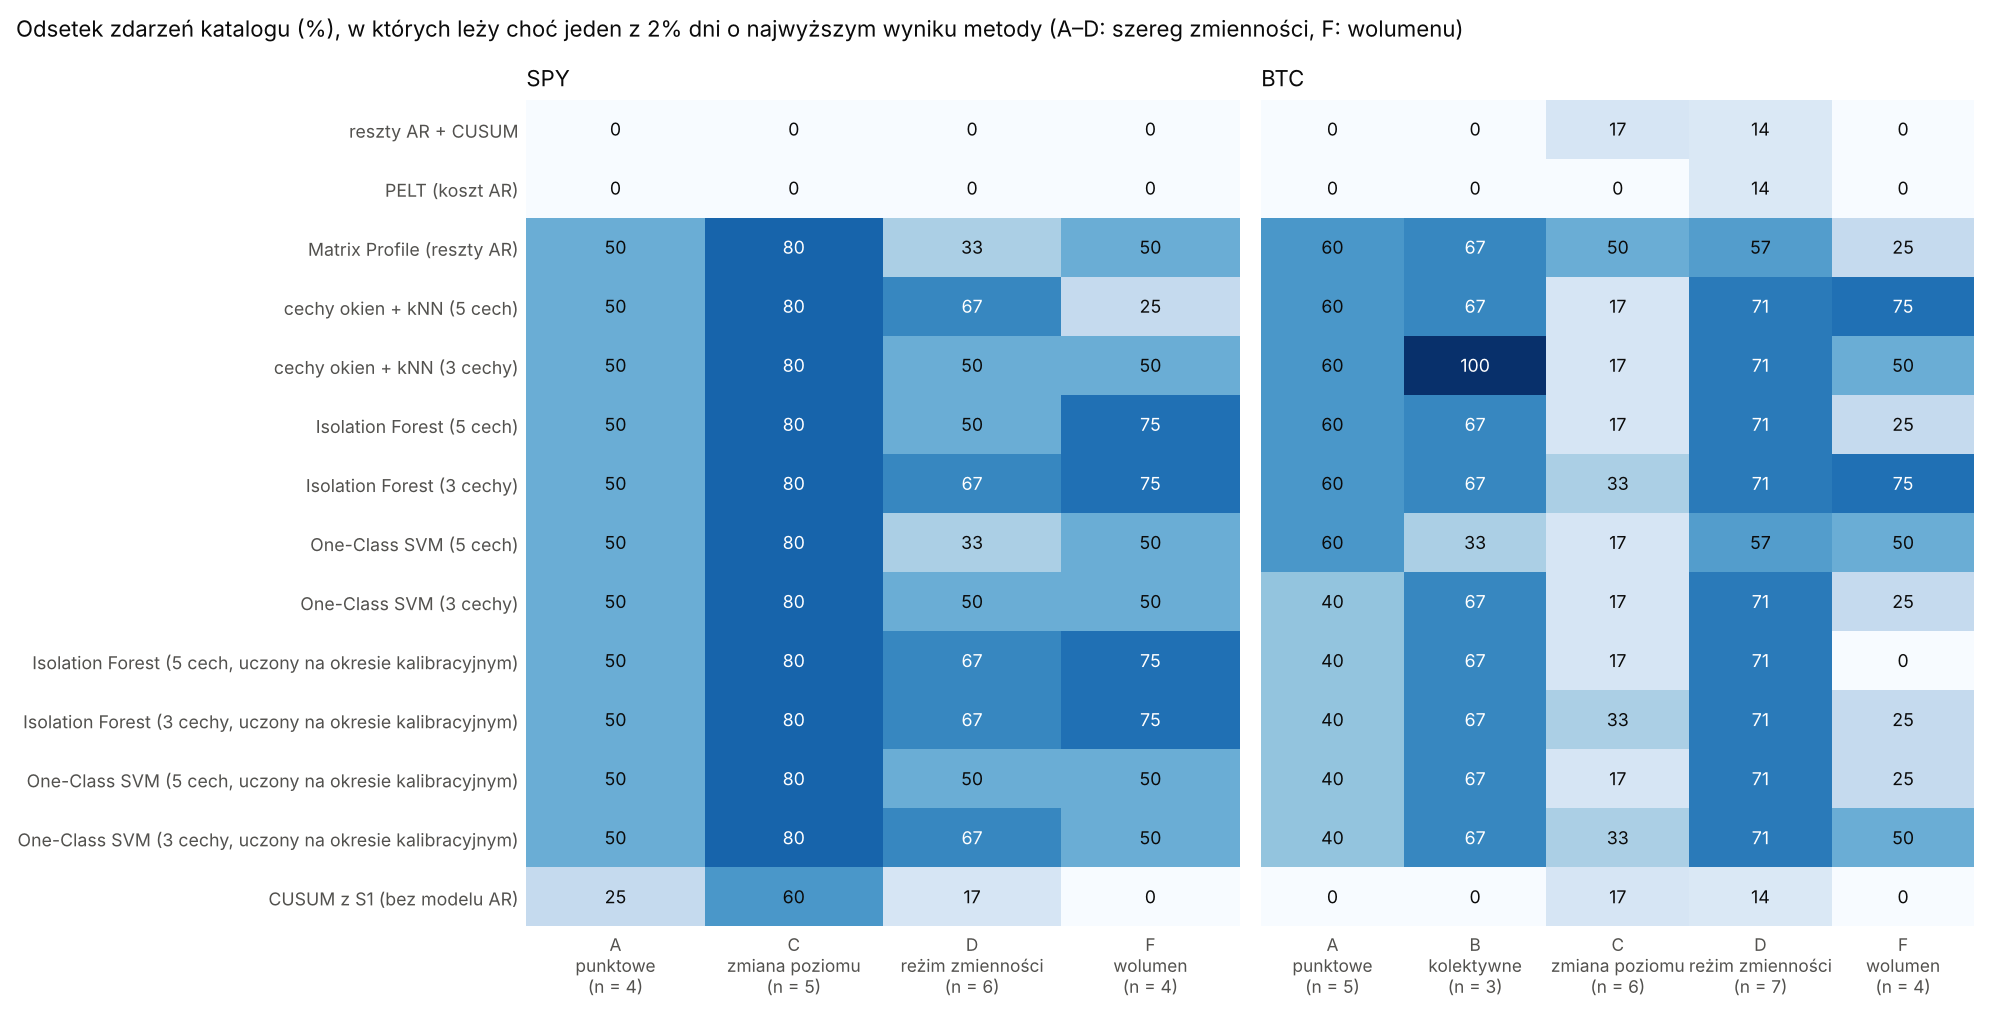 Odsetek zdarzeń katalogu (%), w których leży choć jeden z 2% dni o najwyższym wyniku metody (A–D: szereg zmienności, F: wolumenu)
SPY BTC
reszty AR + CUSUM 0 0 0 0 0 0 17 14 0
PELT (koszt AR) 0 0 0 0 0 0 0 14 0
Matrix Profile (reszty AR) 50 80 33 50 60 67 50 57 25
cechy okien + kNN (5 cech) 50 80 67 25 60 67 17 71 75
cechy okien + kNN (3 cechy) 50 80 50 50 60 100 17 71 50
Isolation Forest (5 cech) 50 80 50 75 60 67 17 71 25
Isolation Forest (3 cechy) 50 80 67 75 60 67 33 71 75
One-Class SVM (5 cech) 50 80 33 50 60 33 17 57 50
One-Class SVM (3 cechy) 50 80 50 50 40 67 17 71 25
Isolation Forest (5 cech, uczony na okresie kalibracyjnym) 50 80 67 75 40 67 17 71 0
Isolation Forest (3 cechy, uczony na okresie kalibracyjnym) 50 80 67 75 40 67 33 71 25
One-Class SVM (5 cech, uczony na okresie kalibracyjnym) 50 80 50 50 40 67 17 71 25
One-Class SVM (3 cechy, uczony na okresie kalibracyjnym) 50 80 67 50 40 67 33 71 50
CUSUM z S1 (bez modelu AR) 25 60 17 0 0 0 17 14 0
A C D F A B C D F
punktowe zmiana poziomu reżim zmienności wolumen punktowe kolektywne zmiana poziomu reżim zmienności wolumen
(n = 4) (n = 5) (n = 6) (n = 4) (n = 5) (n = 3) (n = 6) (n = 7) (n = 4)